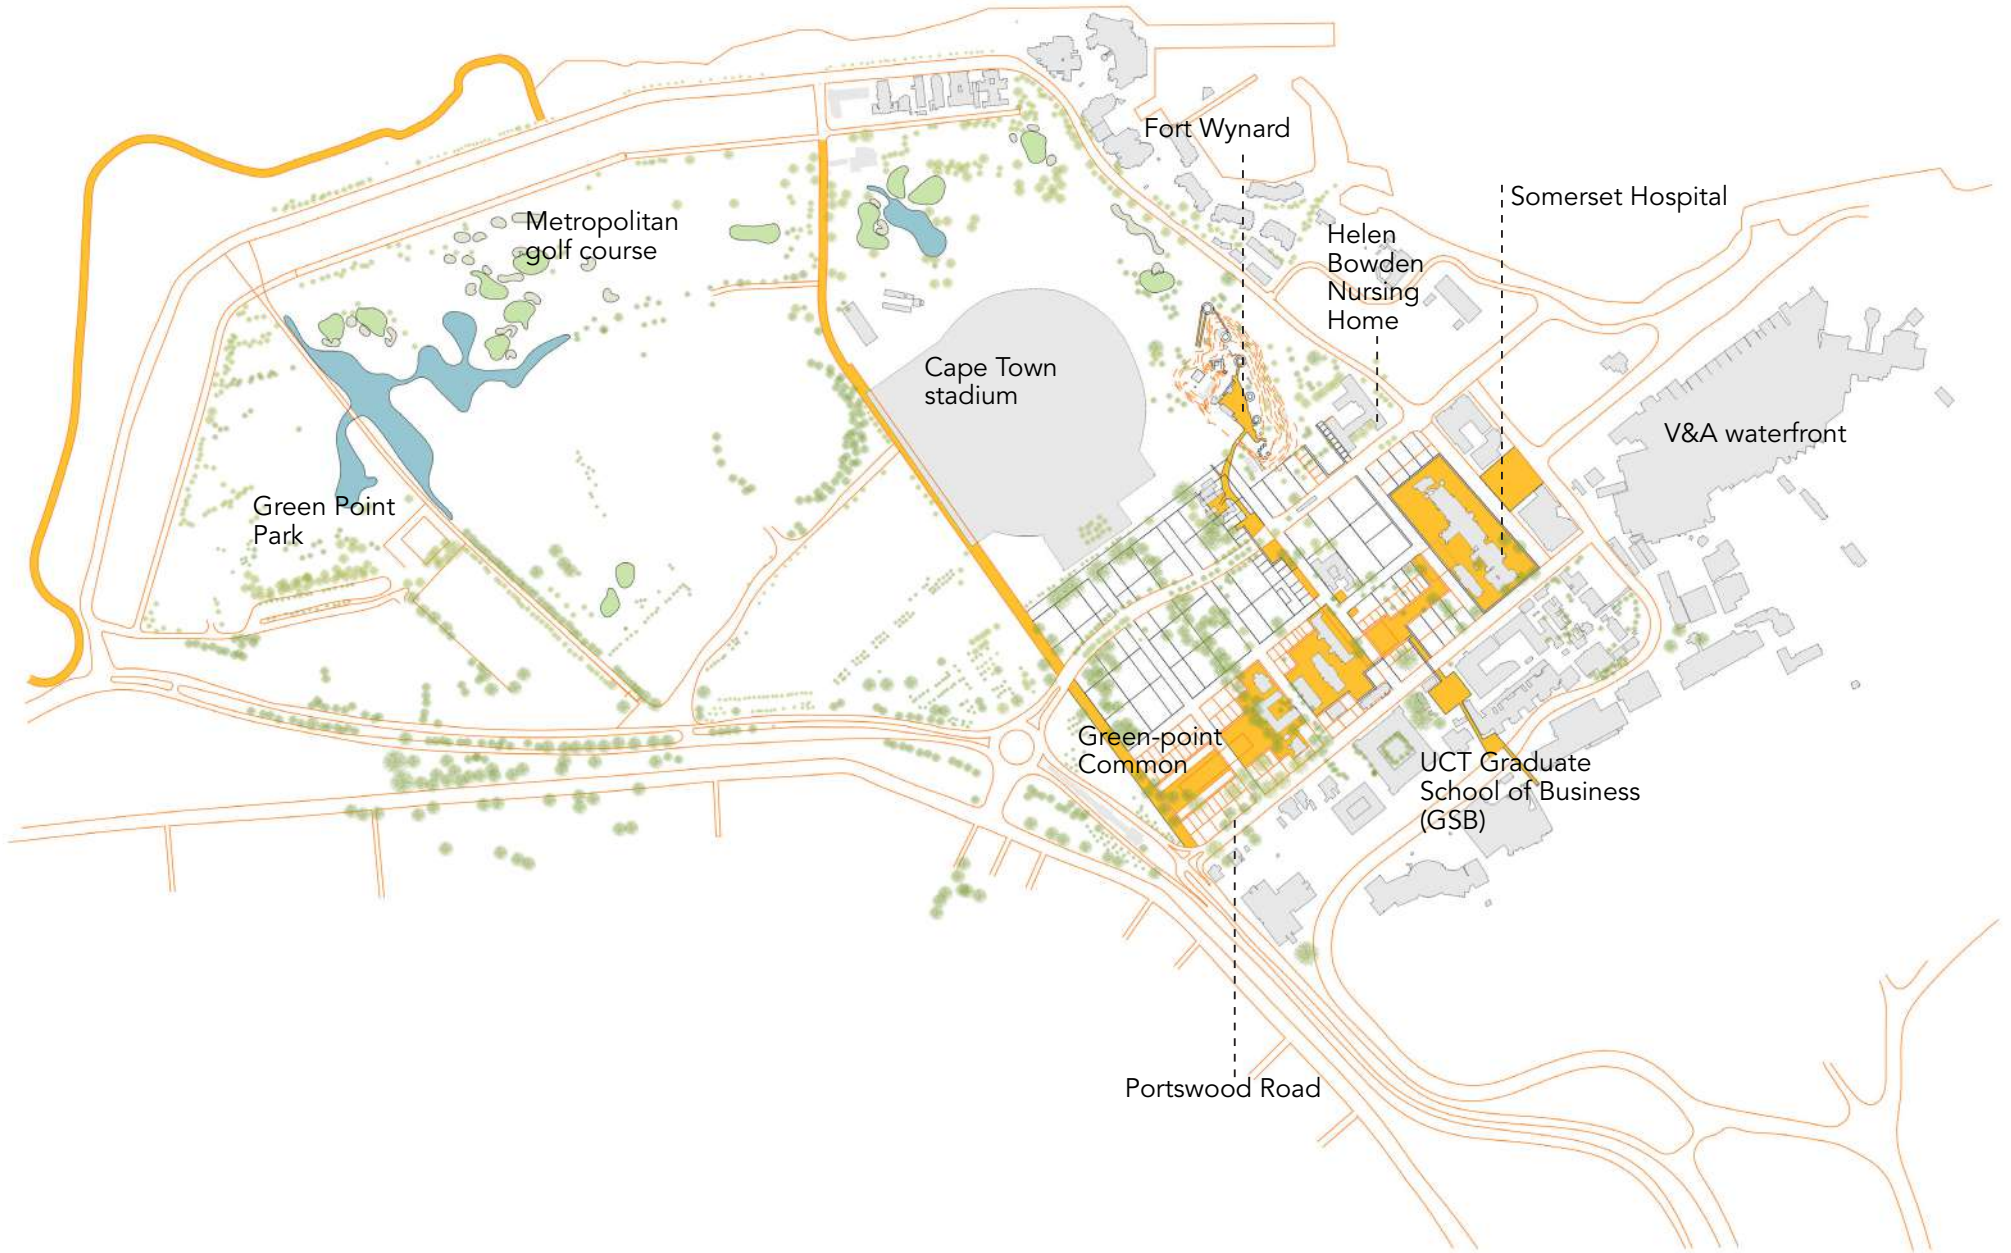 Fort Wynard
Somerset Hospital
Metropolitan
golf course
Helen
Bowden
Nursing
Home
Cape Town
stadium
V&A waterfront
Green Point
Park
Green-point
Common
UCT Graduate
School of Business
(GSB)
Portswood Road